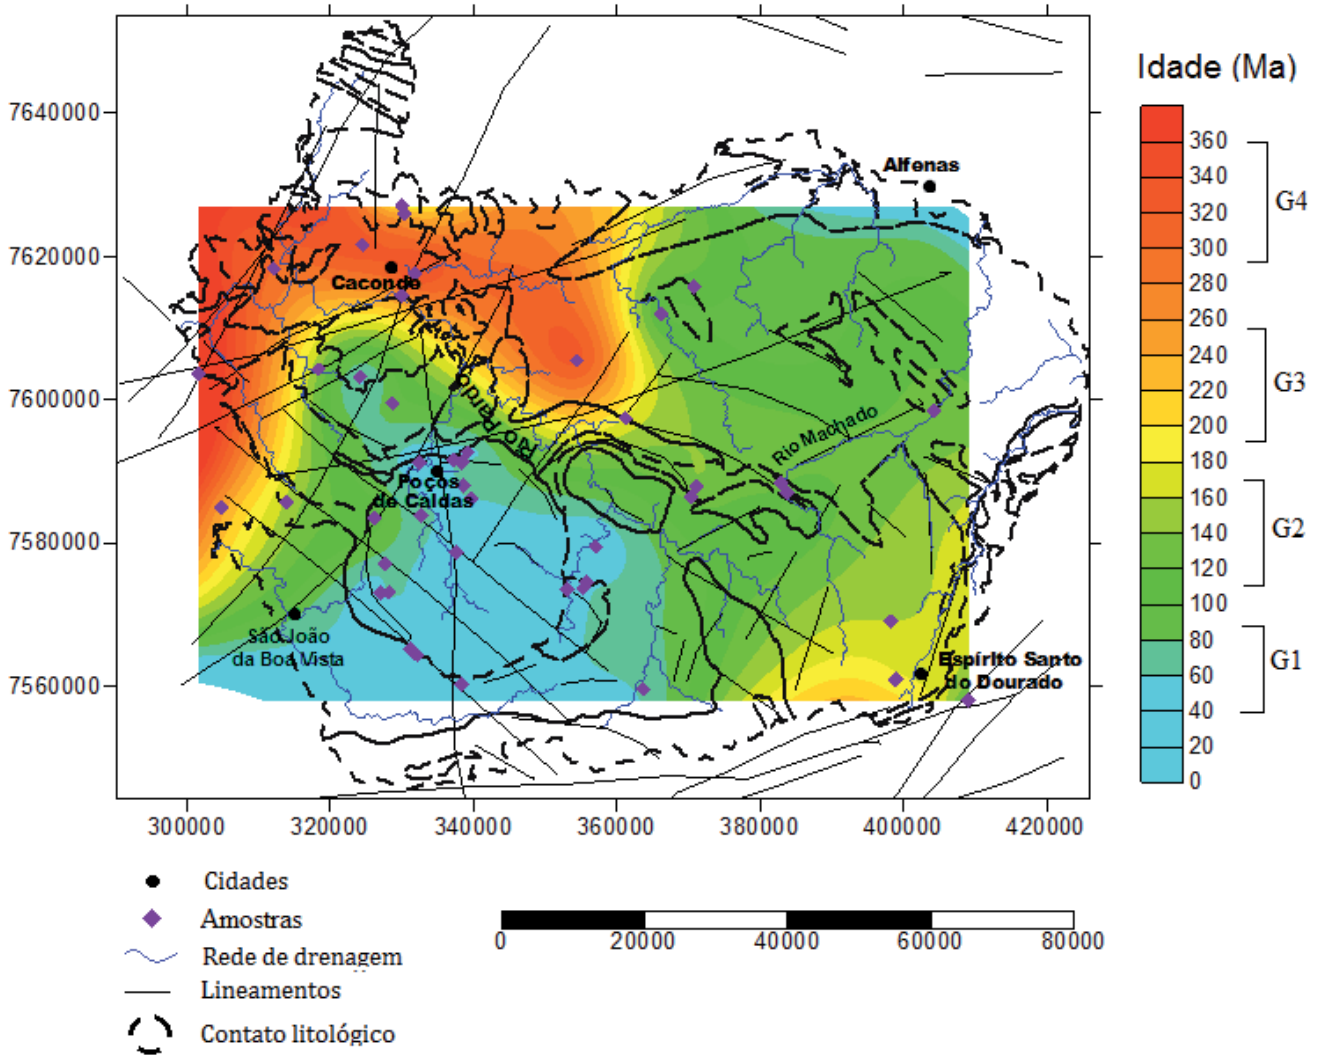 Idade (Ma)
7640000
7620000
7600000
7580000
7560000
300000
320000
340000
360000
380000
400000
420000
Alfenas
Caconde
Rio Pardo
Rio Machado
Poços
de Caldas
São João
da Boa Vista
Espírito Santo
do Dourado
360
340
320
300
280
260
240
220
200
180
160
140
120
100
80
60
40
20
0
G4
G3
G2
G1
Cidades
Amostras
Rede de drenagem
Lineamentos
Contato litológico
0
20000
40000
60000
80000